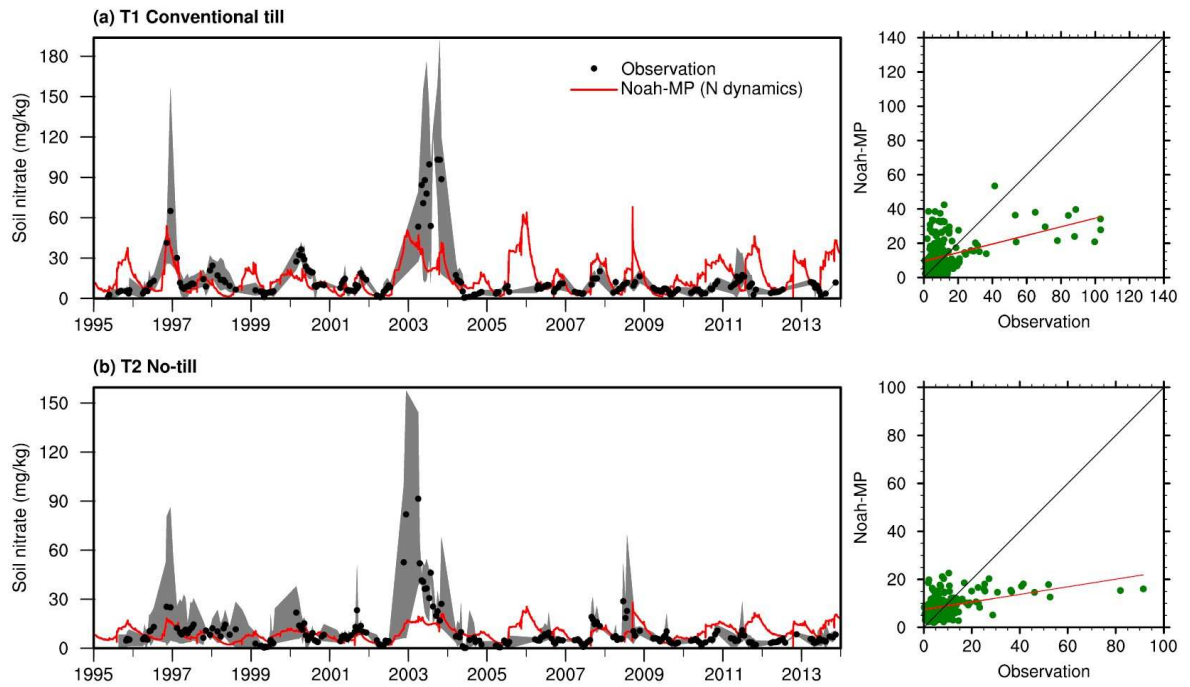 (a) T1 Conventional till
Soil nitrate (mg/kg)
180
150
120
90
60
30
0
1995 1997 1999 2001 2003 2005 2007 2009 2011 2013
Observation
Noah-MP (N dynamics)
Noah-MP
140
120
100
80
60
40
20
0
0 20 40 60 80 100 120 140
Observation
(b) T2 No-till
Soil nitrate (mg/kg)
150
120
90
60
30
0
1995 1997 1999 2001 2003 2005 2007 2009 2011 2013
Noah-MP
100
80
60
40
20
0
0 20 40 60 80 100
Observation